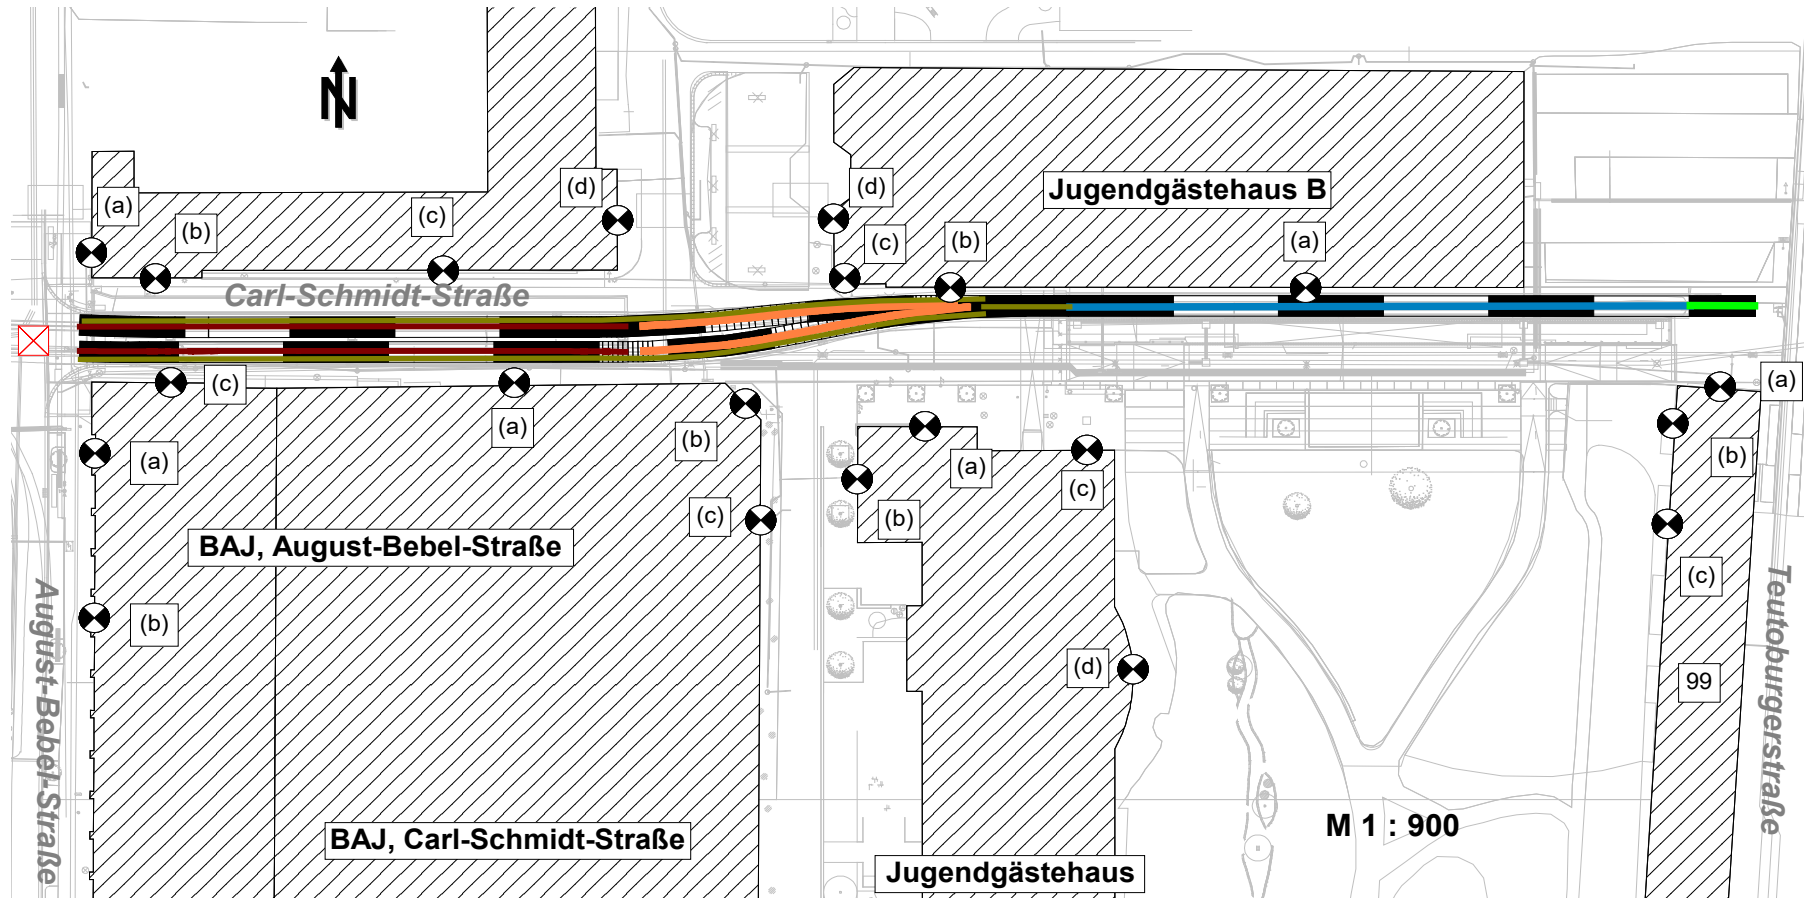 N
(a)
(b)
(c)
(d)
(d)
(c)
(b)
(a)
Jugendgästehaus B
Carl-Schmidt-Straße
(c)
(a)
(a)
(b)
(b)
(c)
(a)
(b)
(c)
(d)
(a)
(b)
(c)
99
BAJ, August-Bebel-Straße
BAJ, Carl-Schmidt-Straße
Jugendgästehaus
August-Bebel-Straße
Teutoburgerstraße
M 1 : 900